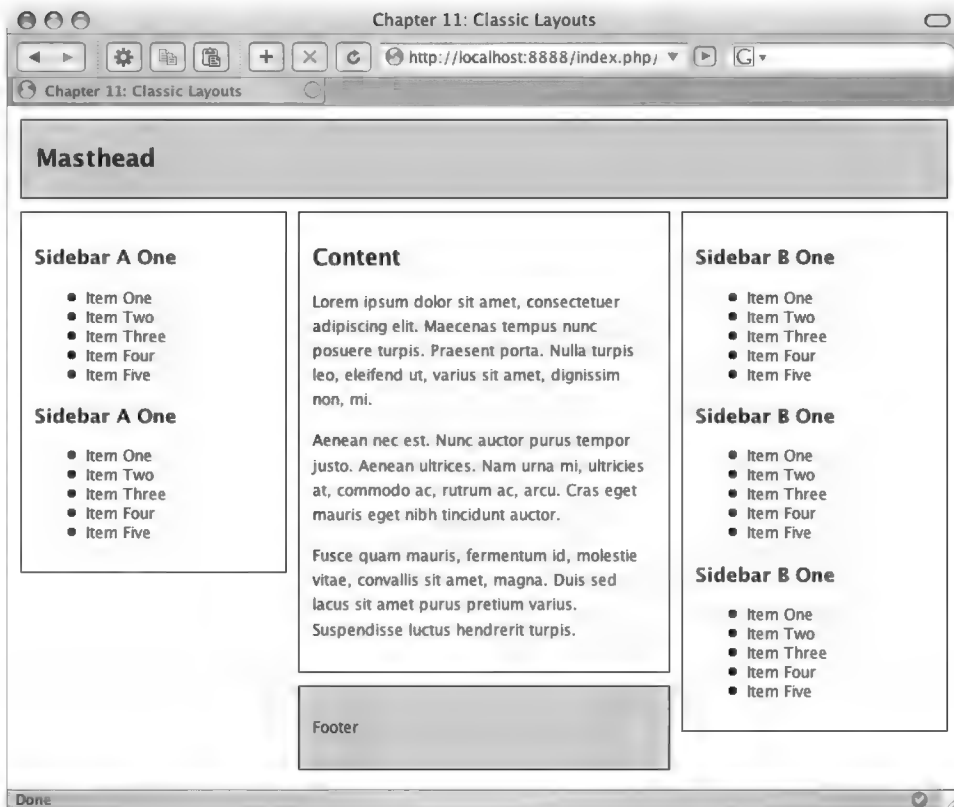 Chapter 11: Classic Layouts
http://localhost:8888/index.php/
G
Chapter 11: Classic Layouts
Masthead
Sidebar A One
Item One
Item Two
Item Three
Item Four
Item Five
Sidebar A One
Item One
Item Two
Item Three
Item Four
Item Five
Content
Lorem ipsum dolor sit amet, consectetuer
adipiscing elit. Maecenas tempus nunc
posuere turpis. Praesent porta. Nulla turpis
leo, eleifend ut, varius sit amet, dignissim
non, mi.
Aenean nec est. Nunc auctor purus tempor
justo. Aenean ultrices. Nam urna mi, ultricies
at, commodo ac, rutrum ac, arcu. Cras eget
mauris eget nibh tincidunt auctor.
Fusce quam mauris, fermentum id, molestie
vitae, convallis sit amet, magna. Duis sed
lacus sit amet purus pretium varius.
Suspendisse luctus hendrerit turpis.
Footer
Sidebar B One
Item One
Item Two
Item Three
Item Four
Item Five
Sidebar B One
Item One
Item Two
Item Three
Item Four
Item Five
Sidebar B One
Item One
Item Two
Item Three
Item Four
Item Five
Done